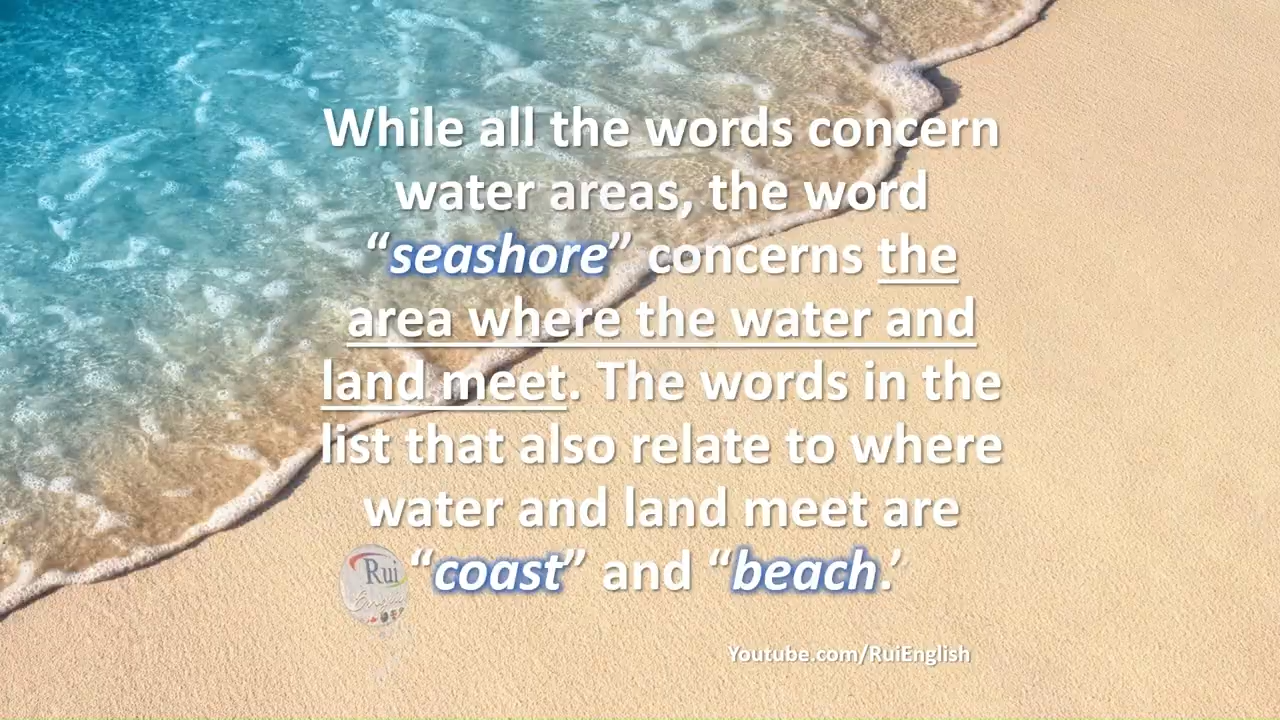 While all the words concern
water areas, the word
“seashore” concerns the
area where the water and
land meet. The words in the
list that also relate to where
water and land meet are
“coast” and “beach.’
Rui
Youtube.com/RuiEnglish